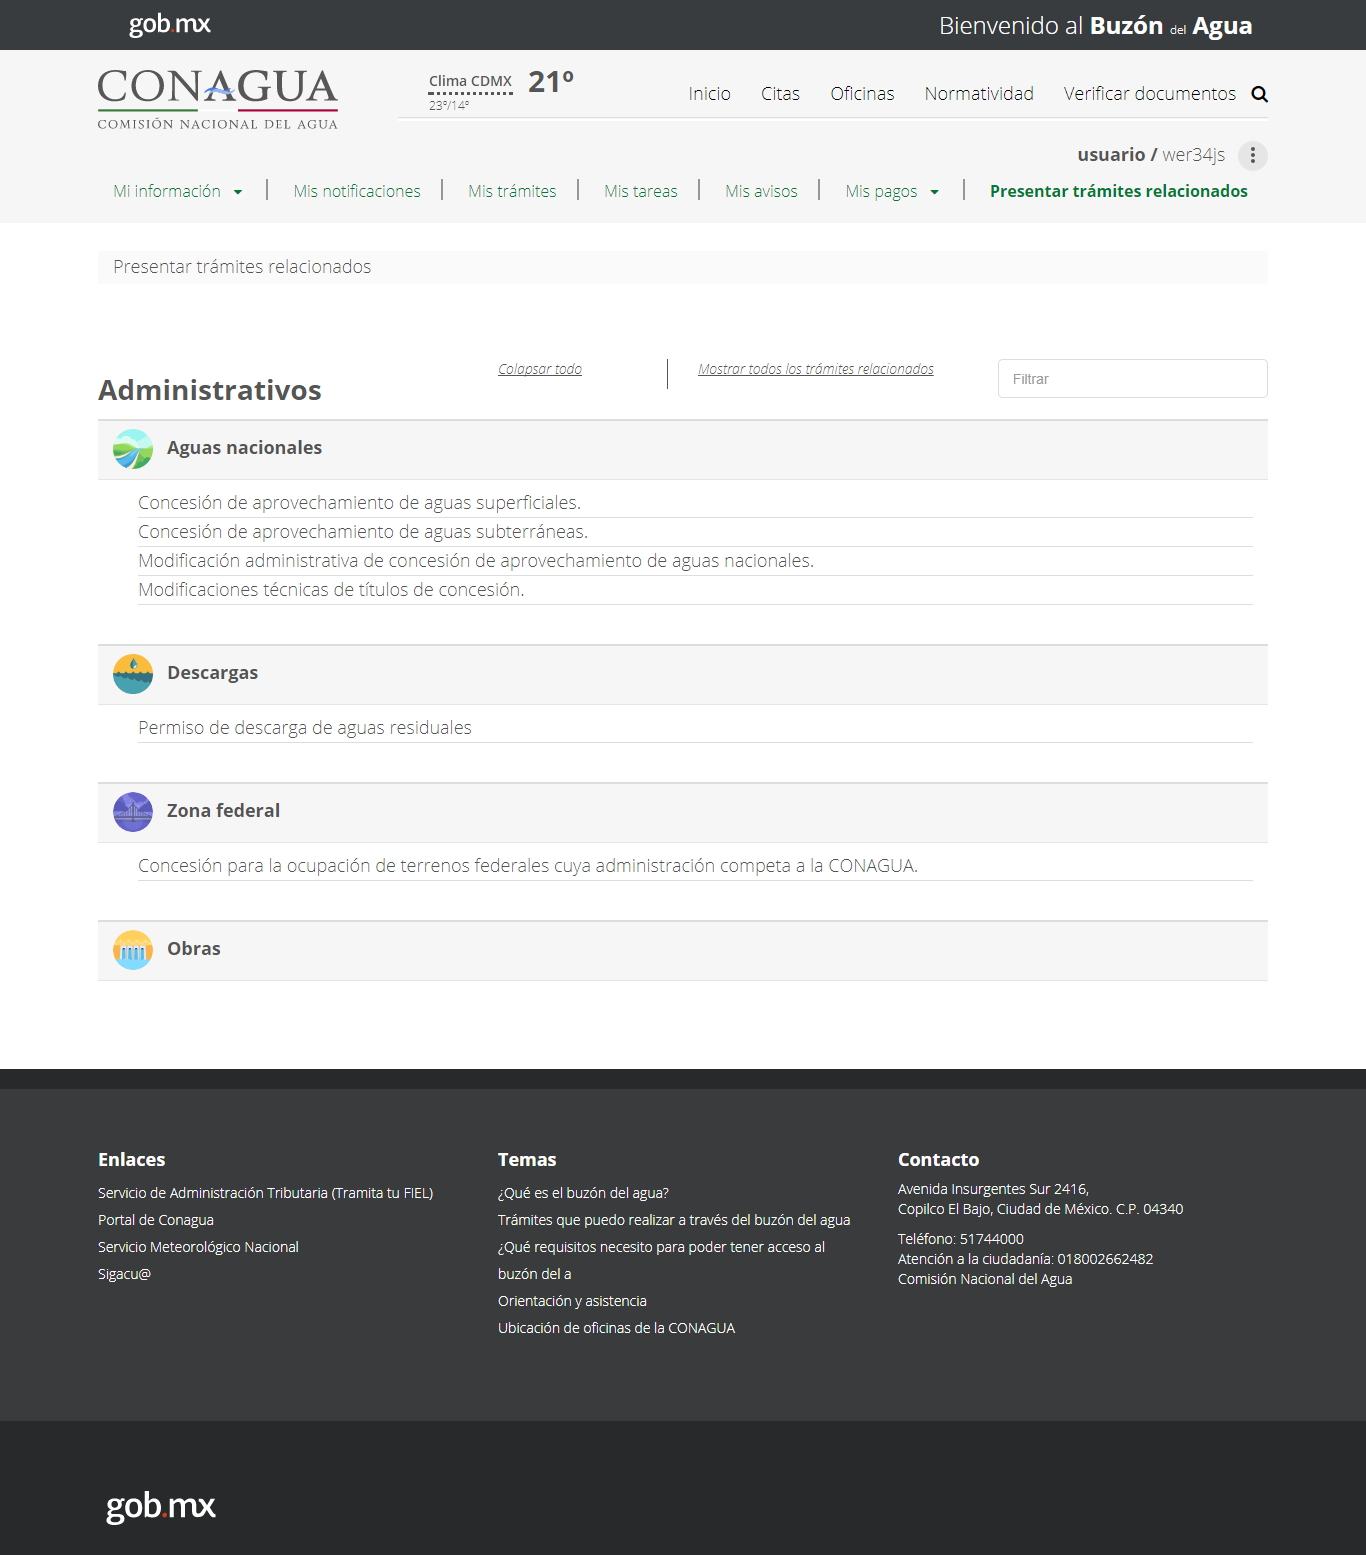 gob.mx
Bienvenido al Buzón del Agua
CONAGUA
COMISIÓN NACIONAL DEL AGUA
Clima CDMX 21º
23º/14º
Inicio Citas Oficinas Normatividad Verificar documentos
usuario / wer34js
Mi información Mis notificaciones Mis trámites Mis tareas Mis avisos Mis pagos Presentar trámites relacionados
Presentar trámites relacionados
Administrativos
Colapsar todo
Mostrar todos los trámites relacionados
Filtrar
Aguas nacionales
Concesión de aprovechamiento de aguas superficiales.
Concesión de aprovechamiento de aguas subterráneas.
Modificación administrativa de concesión de aprovechamiento de aguas nacionales.
Modificaciones técnicas de títulos de concesión.
Descargas
Permiso de descarga de aguas residuales
Zona federal
Concesión para la ocupación de terrenos federales cuya administración competa a la CONAGUA.
Obras
Enlaces
Servicio de Administración Tributaria (Tramita tu FIEL)
Portal de Conagua
Servicio Meteorológico Nacional
Sigacu@
Temas
¿Qué es el buzón del agua?
Trámites que puedo realizar a través del buzón del agua
¿Qué requisitos necesito para poder tener acceso al
buzón del a
Orientación y asistencia
Ubicación de oficinas de la CONAGUA
Contacto
Avenida Insurgentes Sur 2416,
Copilco El Bajo, Ciudad de México. C.P. 04340
Teléfono: 51744000
Atención a la ciudadanía: 018002662482
Comisión Nacional del Agua
gob.mx